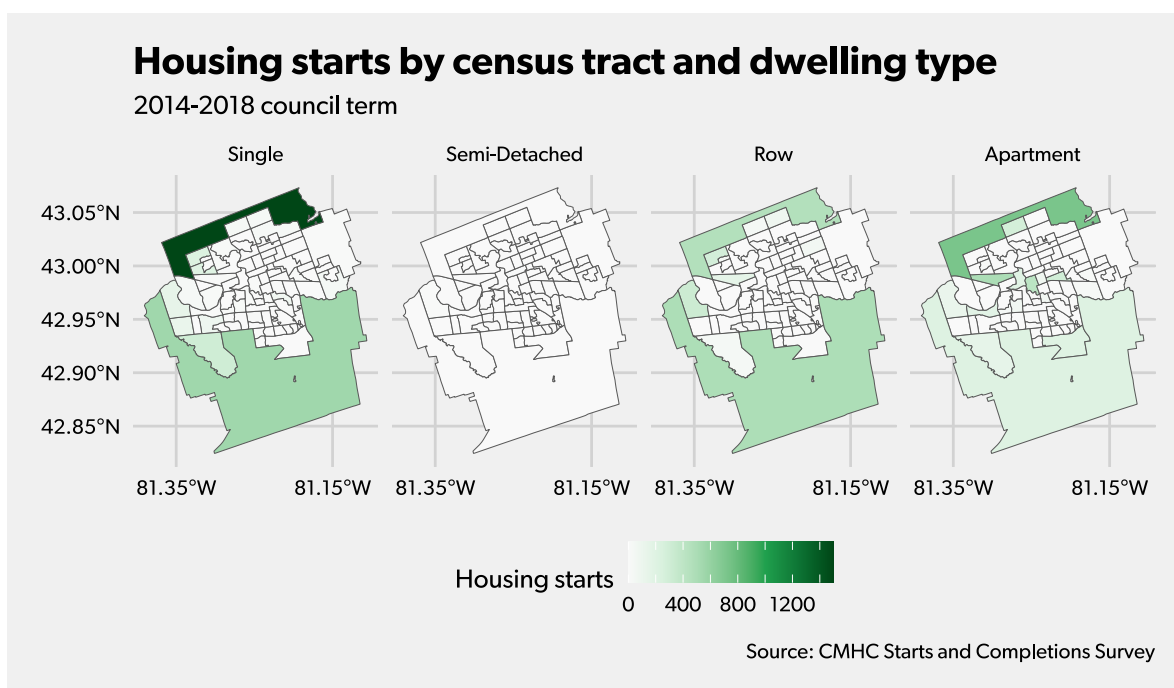 Housing starts by census tract and dwelling type
2014-2018 council term
Single Semi-Detached Row Apartment
43.05°N
43.00°N
42.95°N
42.90°N
42.85°N
81.35°W 81.15°W 81.35°W 81.15°W 81.35°W 81.15°W 81.35°W 81.15°W
Housing starts
0 400 800 1200
Source: CMHC Starts and Completions Survey